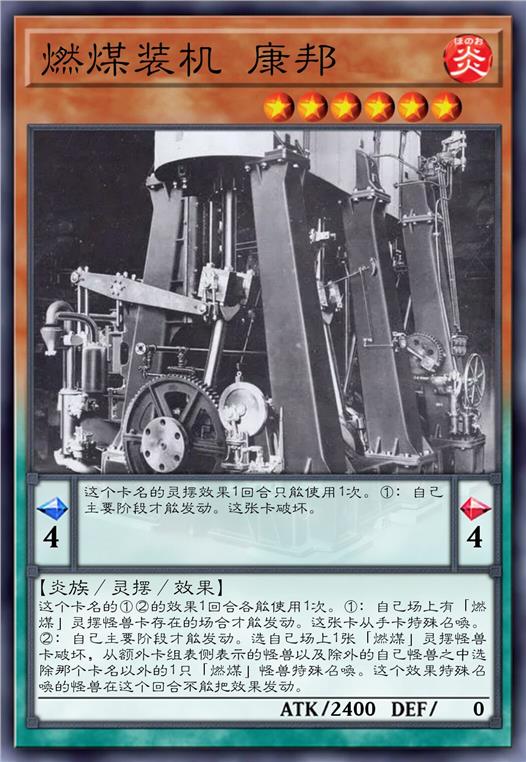 燃煤装机 康邦
ほのお
炎
这个卡名的灵摆效果1回合只能使用1次。①：自己
主要阶段才能发动。这张卡破坏。
4
4
【炎族／灵摆／效果】
这个卡名的①②的效果1回合各能使用1次。①：自己场上有「燃
煤」灵摆怪兽卡存在的场合才能发动。这张卡从手卡特殊召唤。
②：自己主要阶段才能发动。选自己场上1张「燃煤」灵摆怪兽
卡破坏，从额外卡组表侧表示的怪兽以及除外的自己怪兽之中选
除那个卡名以外的1只「燃煤」怪兽特殊召唤。这个效果特殊召
唤的怪兽在这个回合不能把效果发动。
ATK/2400 DEF/ 0